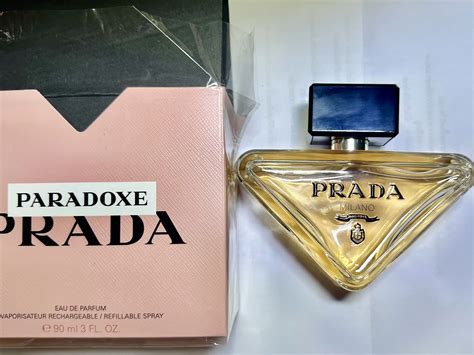 PARADOXE
PRADA
EAU DE PARFUM
VAPORISATEUR RECHARGEABLE / REFILLABLE SPRAY
℮ 90 ml 3 FL. OZ.
PRADA
MILANO